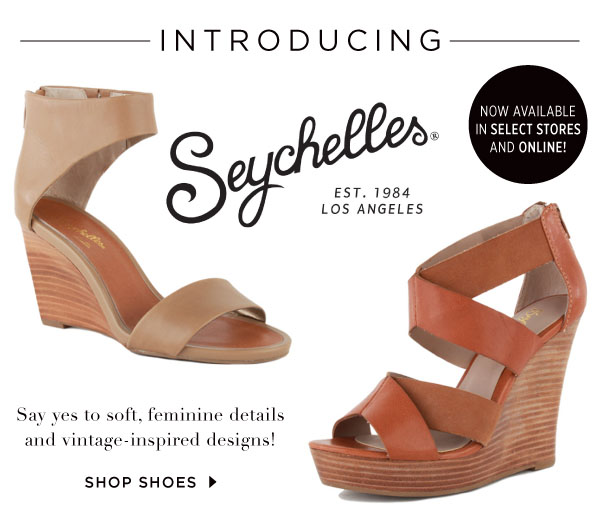 INTRODUCING
Seychelles®
EST. 1984
LOS ANGELES
NOW AVAILABLE
IN SELECT STORES
AND ONLINE!
Say yes to soft, feminine details
and vintage-inspired designs!
SHOP SHOES